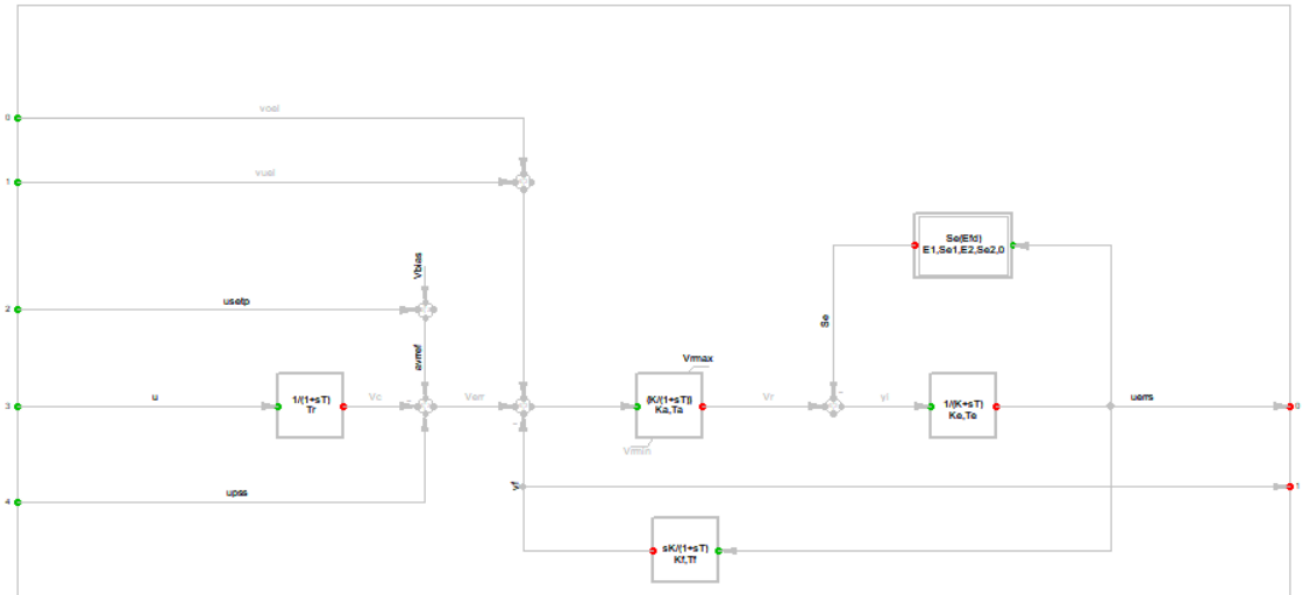 voel
0
vuel
1
Se(Efd)
E1,Se1,E2,Se2,0
Vbias
usetp
2
Se
avrref
Vrmax
1/(1+sT)
Tr
{K/(1+sT)}
Ka,Ta
1/(K+sT)
Ke,Te
u
Vc
-
Verr
Vr
-
yi
uerrs
3
0
Vrmin
-
upss
yf
4
1
sK/(1+sT)
Kf,Tf